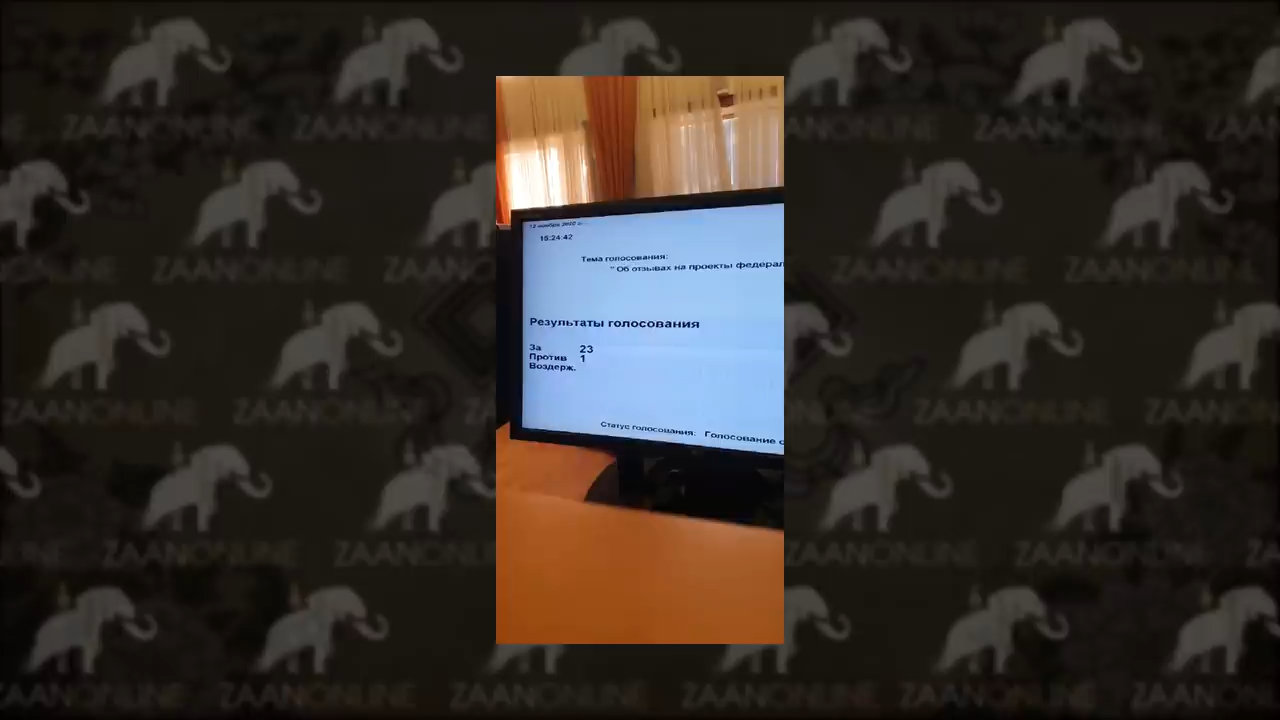 15:24:42
Тема голосования:
" Об отзывах на проекты федерал
Результаты голосования
За 23
Против 1
Воздерж.
Статус голосования: Голосование
ZAANONLINE